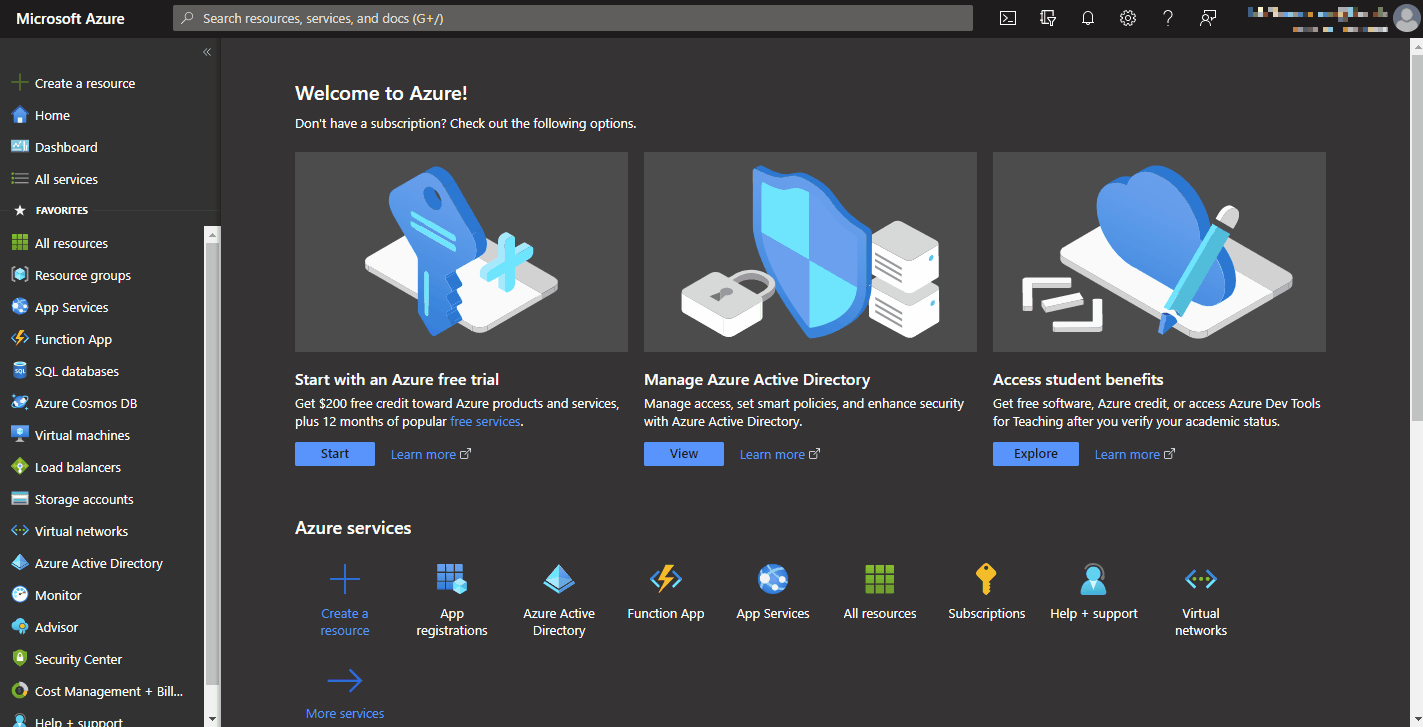 Microsoft Azure
Search resources, services, and docs (G+/)
Create a resource
Home
Dashboard
All services
FAVORITES
All resources
Resource groups
App Services
Function App
SQL databases
Azure Cosmos DB
Virtual machines
Load balancers
Storage accounts
Virtual networks
Azure Active Directory
Monitor
Advisor
Security Center
Cost Management + Bill...
Help + support
Welcome to Azure!
Don't have a subscription? Check out the following options.
Start with an Azure free trial
Get $200 free credit toward Azure products and services,
plus 12 months of popular free services.
Start
Learn more
Manage Azure Active Directory
Manage access, set smart policies, and enhance security
with Azure Active Directory.
View
Learn more
Access student benefits
Get free software, Azure credit, or access Azure Dev Tools
for Teaching after you verify your academic status.
Explore
Learn more
Azure services
Create a
resource
App
registrations
Azure Active
Directory
Function App
App Services
All resources
Subscriptions
Help + support
Virtual
networks
More services